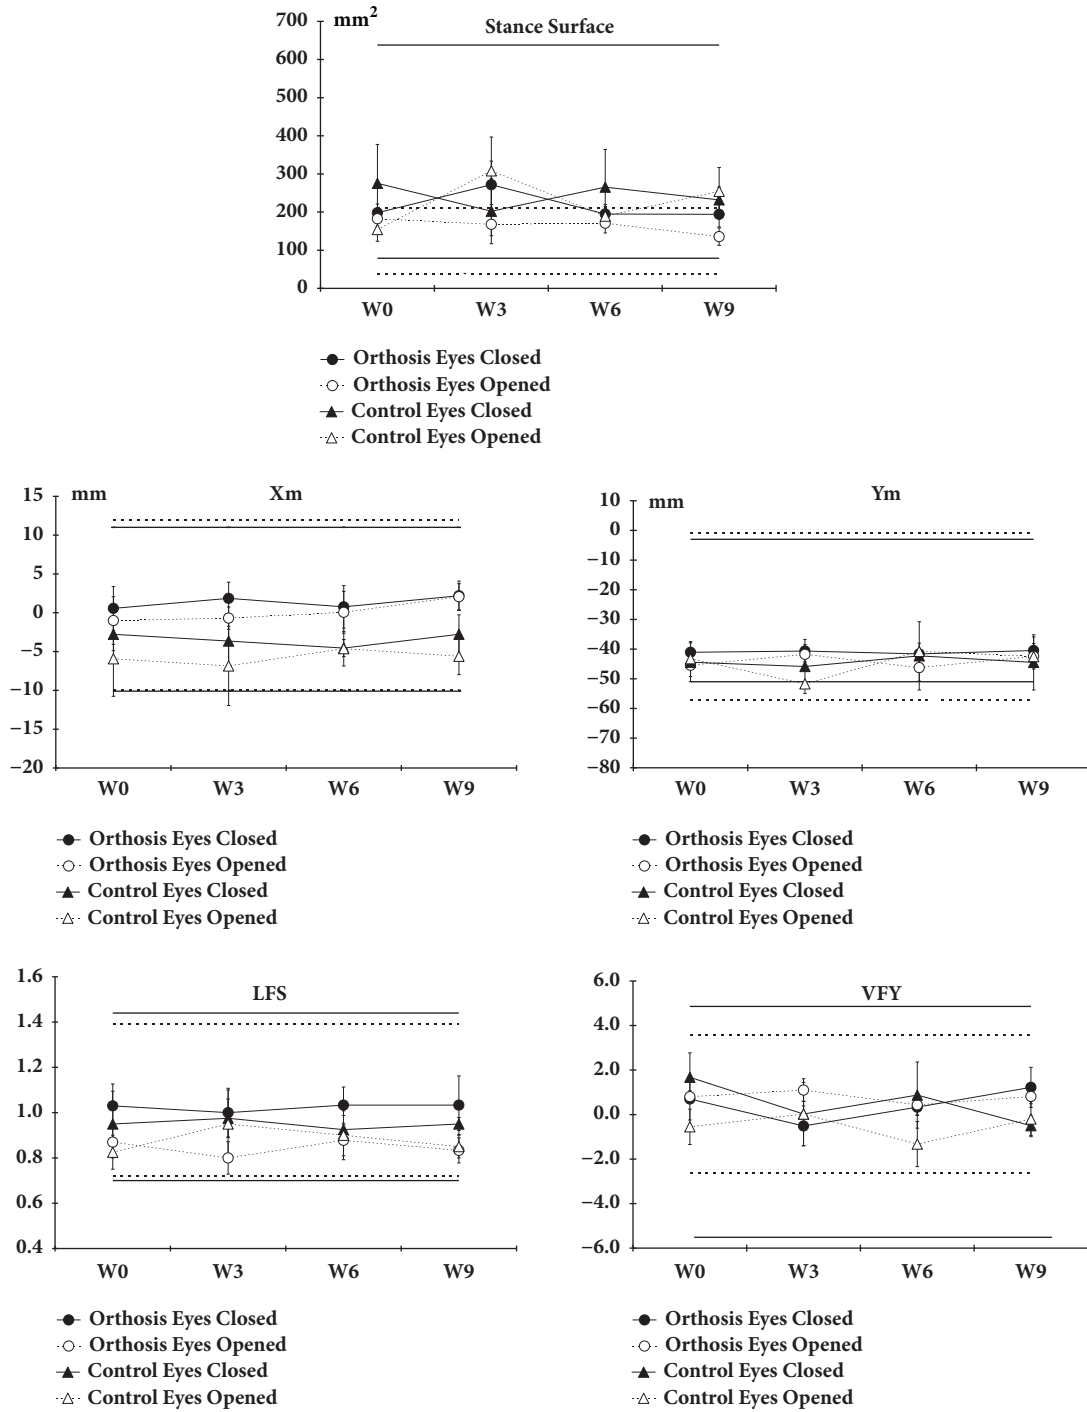 mm²
Stance Surface
700
600
500
400
300
200
100
0
W0 W3 W6 W9
Orthosis Eyes Closed
Orthosis Eyes Opened
Control Eyes Closed
Control Eyes Opened
mm Xm
15
10
5
0
−5
−10
−15
−20
W0 W3 W6 W9
Orthosis Eyes Closed
Orthosis Eyes Opened
Control Eyes Closed
Control Eyes Opened
mm Ym
10
0
−10
−20
−30
−40
−50
−60
−70
−80
W0 W3 W6 W9
Orthosis Eyes Closed
Orthosis Eyes Opened
Control Eyes Closed
Control Eyes Opened
LFS
1.6
1.4
1.2
1.0
0.8
0.6
0.4
W0 W3 W6 W9
Orthosis Eyes Closed
Orthosis Eyes Opened
Control Eyes Closed
Control Eyes Opened
VFY
6.0
4.0
2.0
0.0
−2.0
−4.0
−6.0
W0 W3 W6 W9
Orthosis Eyes Closed
Orthosis Eyes Opened
Control Eyes Closed
Control Eyes Opened